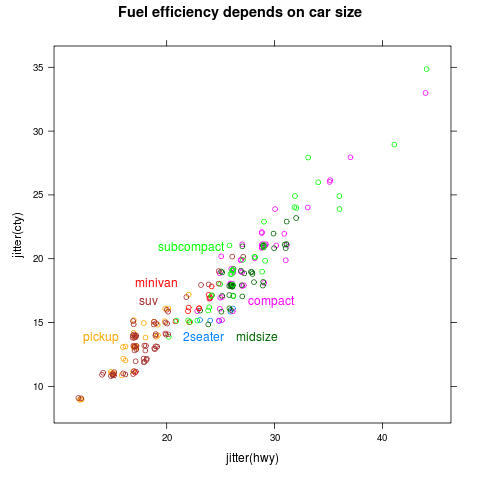 Fuel efficiency depends on car size
35
30
25
20
15
10
jitter(cty)
subcompact
minivan
suv
compact
pickup
2seater
midsize
20
30
40
jitter(hwy)